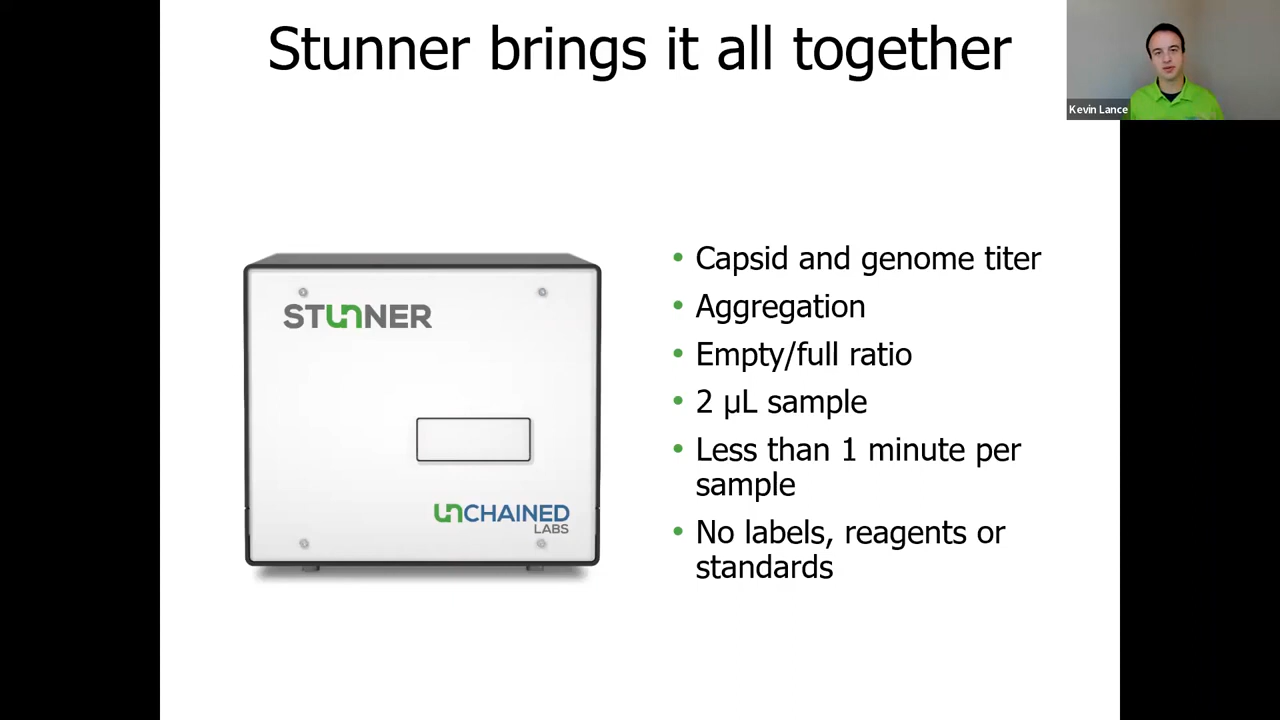 Stunner brings it all together
Kevin Lance
STUNNER
UNCHAINED
LABS
• Capsid and genome titer
• Aggregation
• Empty/full ratio
• 2 µL sample
• Less than 1 minute per
sample
• No labels, reagents or
standards